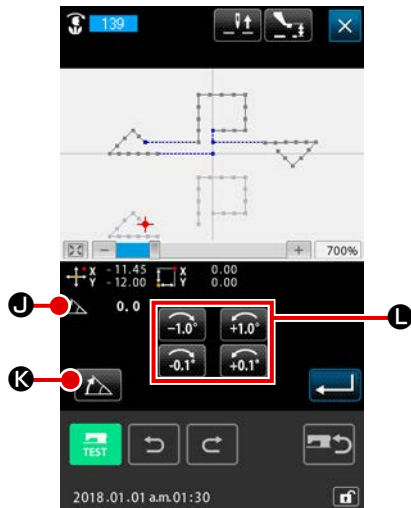 139
700%
X -11.45 X 0.00
Y -12.00 Y 0.00
J 0.0
-1.0° +1.0° L
-0.1° +0.1°
K
TEST
2018.01.01 a.m.01:30